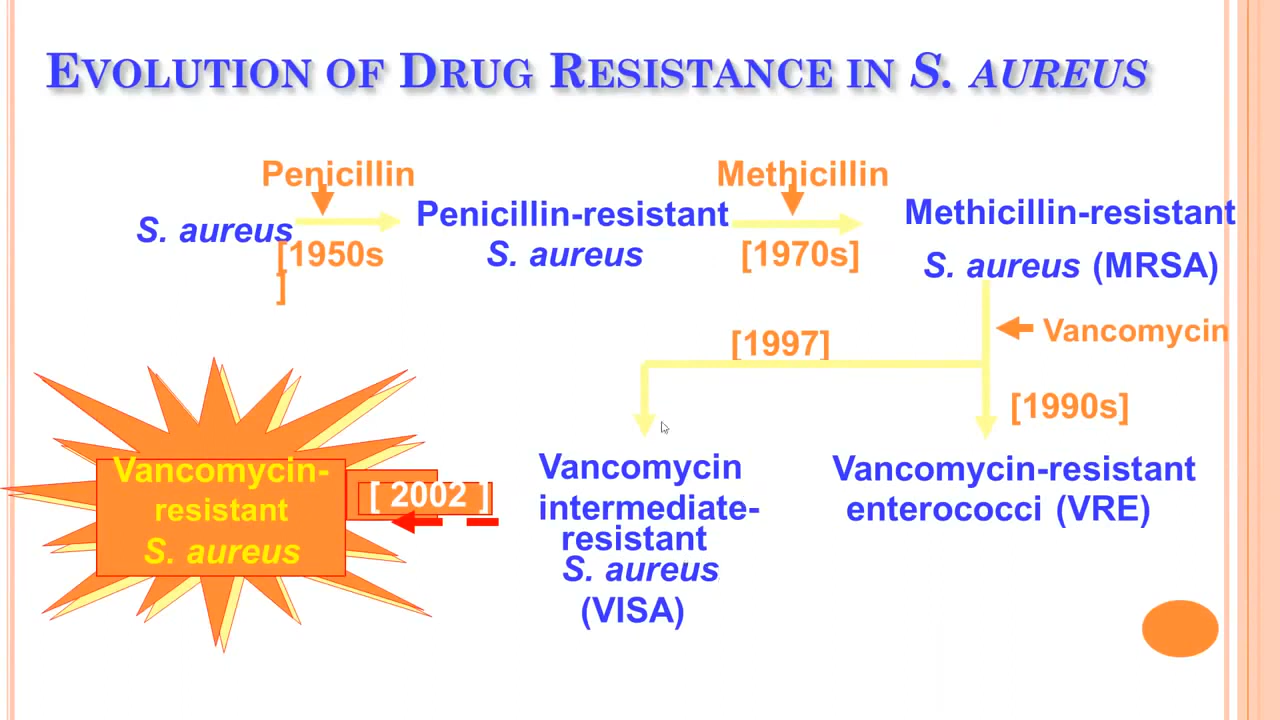 EVOLUTION OF DRUG RESISTANCE IN S. AUREUS
Penicillin
Methicillin
S. aureus
Penicillin-resistant
S. aureus
Methicillin-resistant
S. aureus (MRSA)
[1950s
]
[1970s]
Vancomycin
[1997]
[1990s]
Vancomycin-
resistant
S. aureus
[ 2002 ]
Vancomycin
intermediate-
resistant
S. aureus
(VISA)
Vancomycin-resistant
enterococci (VRE)